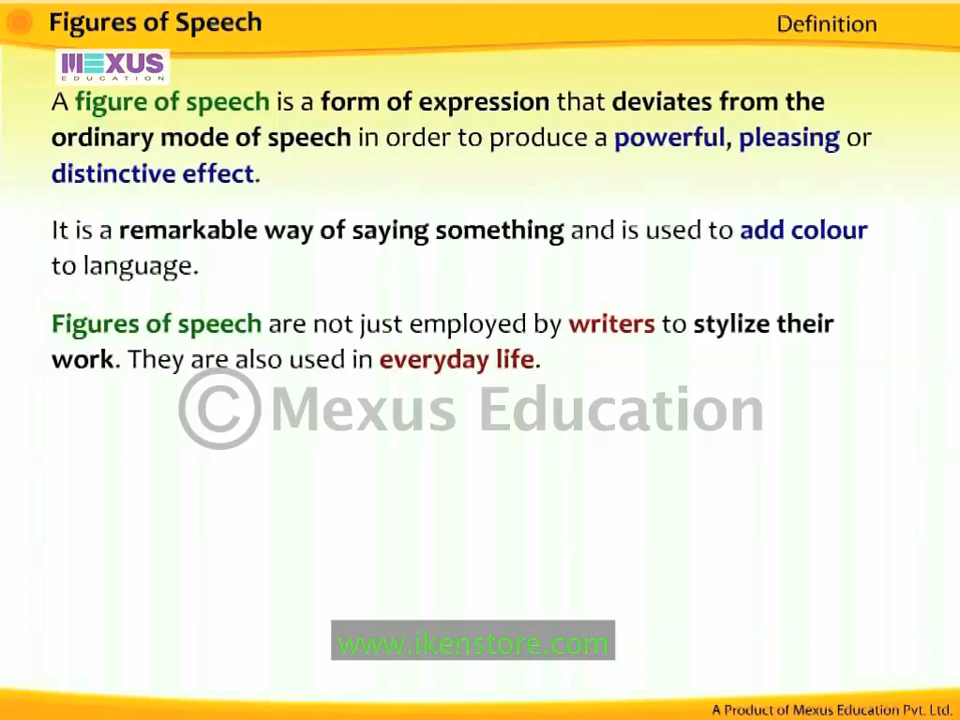 Figures of Speech
Definition
MEXUS
EDUCATION
A figure of speech is a form of expression that deviates from the
ordinary mode of speech in order to produce a powerful, pleasing or
distinctive effect.
It is a remarkable way of saying something and is used to add colour
to language.
Figures of speech are not just employed by writers to stylize their
work. They are also used in everyday life.
© Mexus Education
www.ikenstore.com
A Product of Mexus Education Pvt. Ltd.